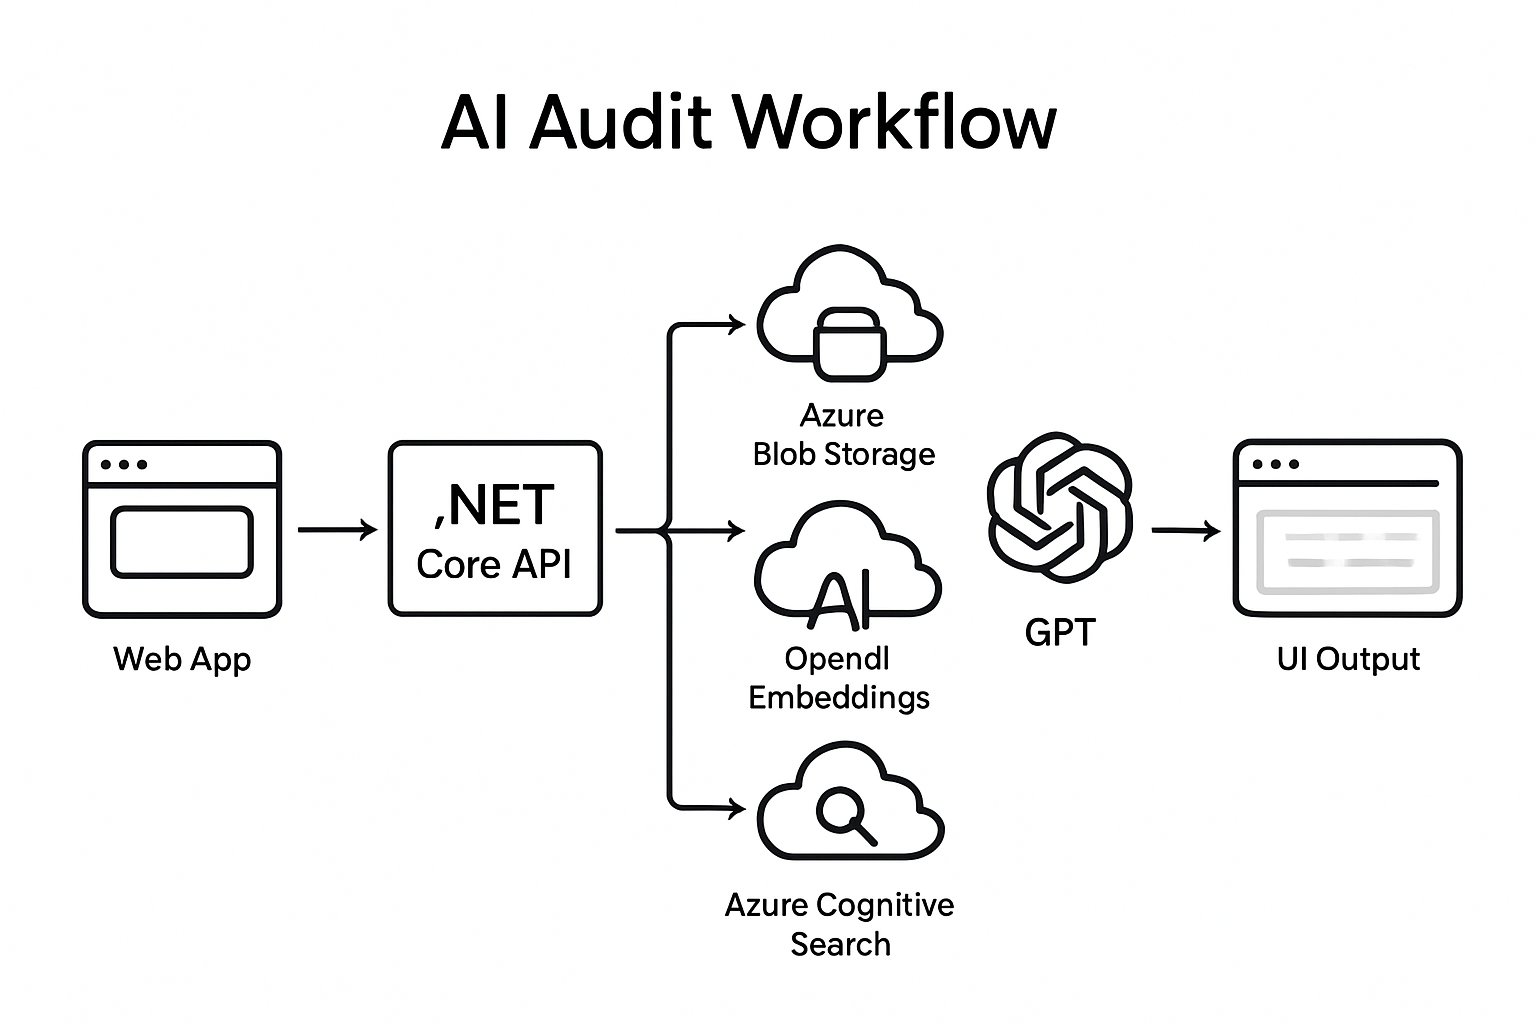 AI Audit Workflow
Web App
,NET
Core API
Azure
Blob Storage
AI
Opendl
Embeddings
Azure Cognitive
Search
GPT
UI Output